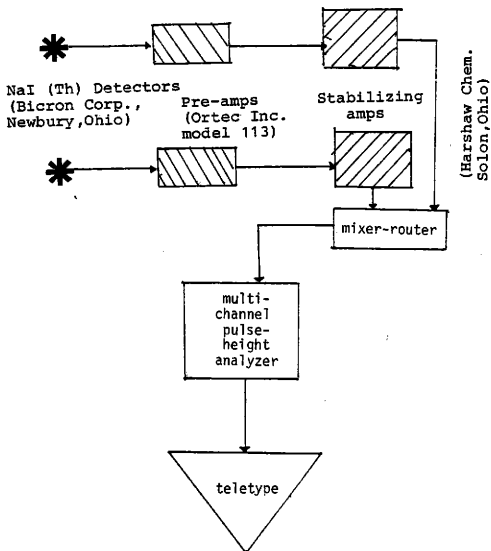 NaI (Th) Detectors
(Bicron Corp.,
Newbury,Ohio)
Pre-amps
(Ortec Inc.
model 113)
Stabilizing
amps
(Harshaw Chem.
Solon,Ohio)
mixer-router
multi-
channel
pulse-
height
analyzer
teletype